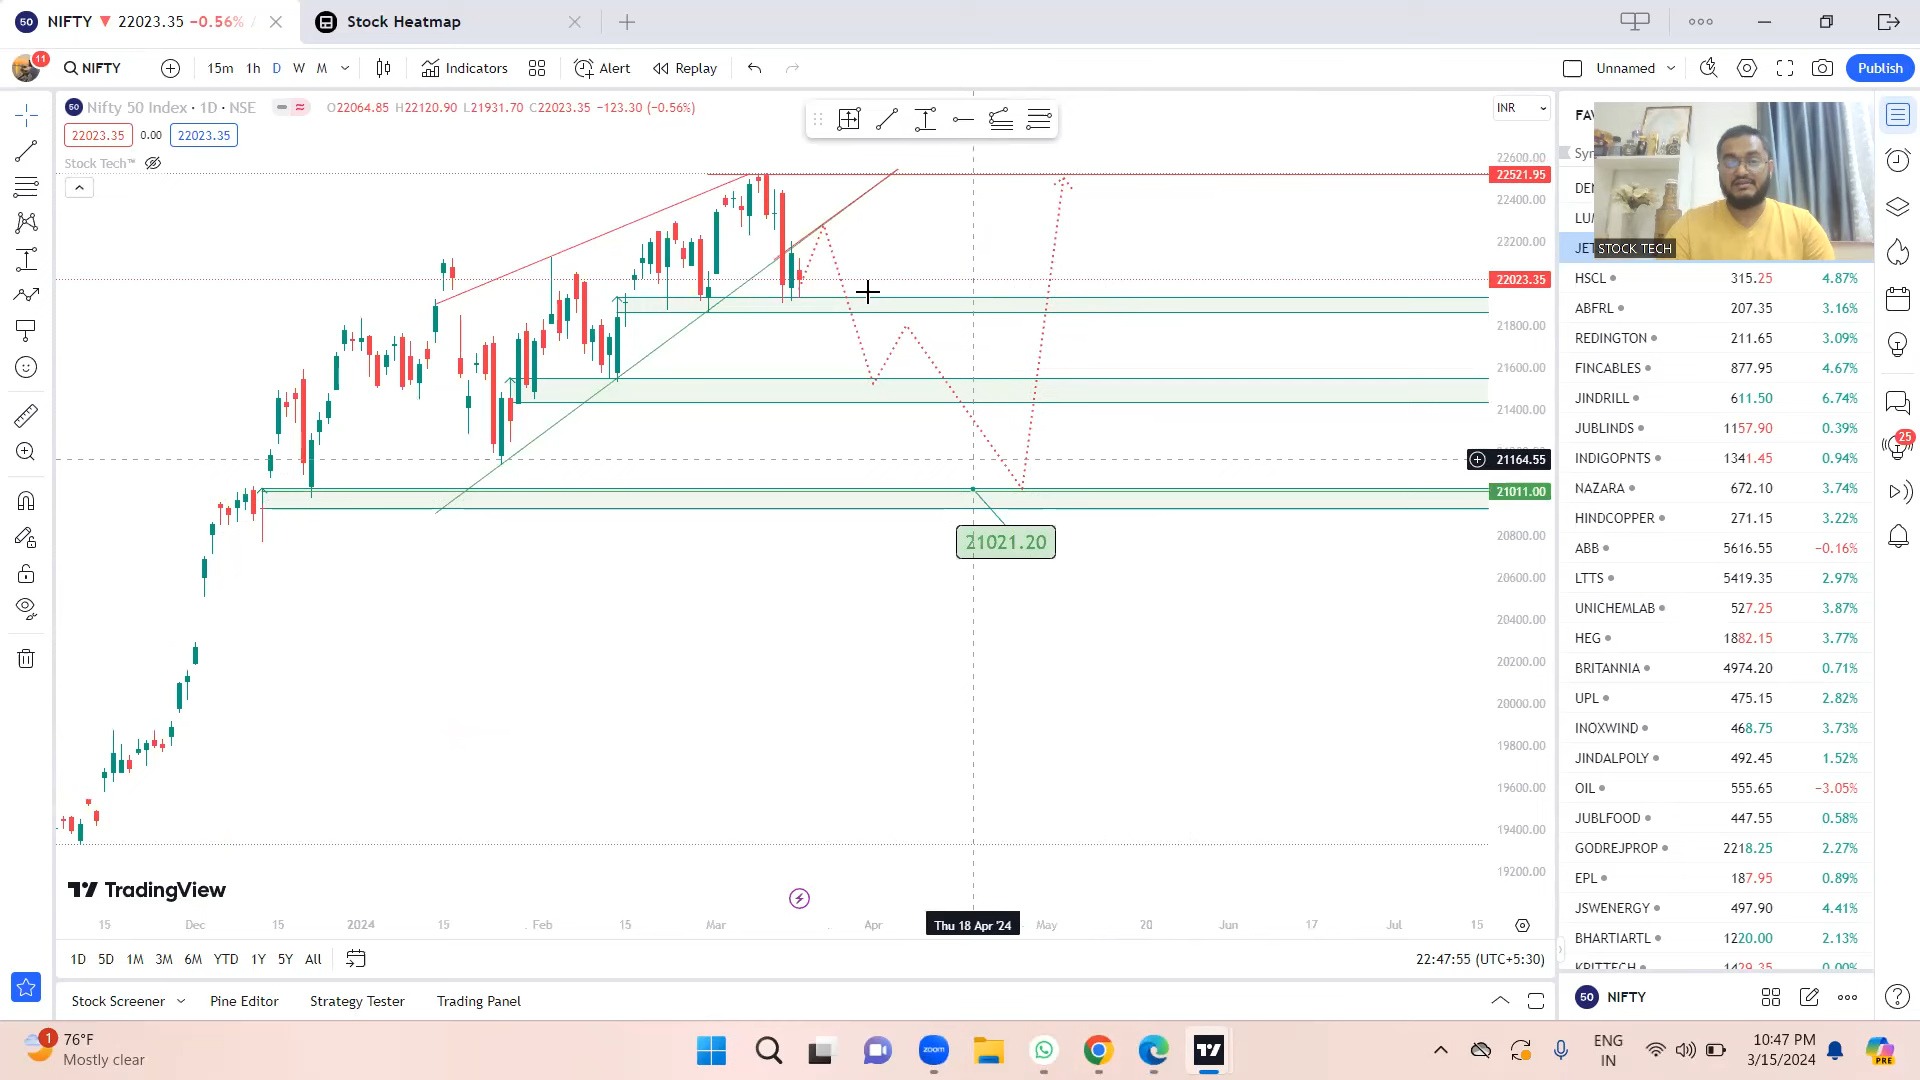 50 NIFTY 22023.35 −0.56% /
Stock Heatmap
11
NIFTY
15m 1h D W M
Indicators
Alert
Replay
Unnamed
Publish
50 Nifty 50 Index · 1D · NSE
O22064.85 H22120.90 L21931.70 C22023.35 −123.30 (−0.56%)
22023.35 0.00 22023.35
Stock Tech™
INR
22600.00
22521.95
22400.00
22200.00
22023.35
21800.00
21600.00
21400.00
21164.55
21011.00
20800.00
20600.00
20400.00
20200.00
20000.00
19800.00
19600.00
19400.00
19200.00
21021.20
TradingView
15 Dec 15 2024 15 Feb 15 Mar Apr Thu 18 Apr '24 May 20 Jun 17 Jul 15
1D 5D 1M 3M 6M YTD 1Y 5Y All
22:47:55 (UTC+5:30)
Stock Screener
Pine Editor
Strategy Tester
Trading Panel
STOCK TECH
HSCL 315.25 4.87%
ABFRL 207.35 3.16%
REDINGTON 211.65 3.09%
FINCABLES 877.95 4.67%
JINDRILL 611.50 6.74%
JUBLINDS 1157.90 0.39%
INDIGOPNTS 1341.45 0.94%
NAZARA 672.10 3.74%
HINDCOPPER 271.15 3.22%
ABB 5616.55 −0.16%
LTTS 5419.35 2.97%
UNICHEMLAB 527.25 3.87%
HEG 1882.15 3.77%
BRITANNIA 4974.20 0.71%
UPL 475.15 2.82%
INOXWIND 468.75 3.73%
JINDALPOLY 492.45 1.52%
OIL 555.65 −3.05%
JUBLFOOD 447.55 0.58%
GODREJPROP 2218.25 2.27%
EPL 187.95 0.89%
JSWENERGY 497.90 4.41%
BHARTIARTL 1220.00 2.13%
KPITTECH 1429.35 0.00%
50 NIFTY
25
1
76°F
Mostly clear
zoom
ENG
IN
10:47 PM
3/15/2024
PRE